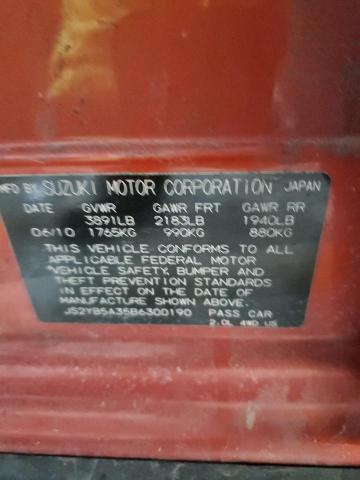 MFD BY SUZUKI MOTOR CORPORATION JAPAN
DATE GVWR GAWR FRT GAWR RR
3891LB 2183LB 1940LB
06/10 1765KG 990KG 880KG
THIS VEHICLE CONFORMS TO ALL
APPLICABLE FEDERAL MOTOR
VEHICLE SAFETY, BUMPER AND
THEFT PREVENTION STANDARDS
IN EFFECT ON THE DATE OF
MANUFACTURE SHOWN ABOVE.
JS2YB5A35B6300190 PASS CAR
2.0L 4WD US